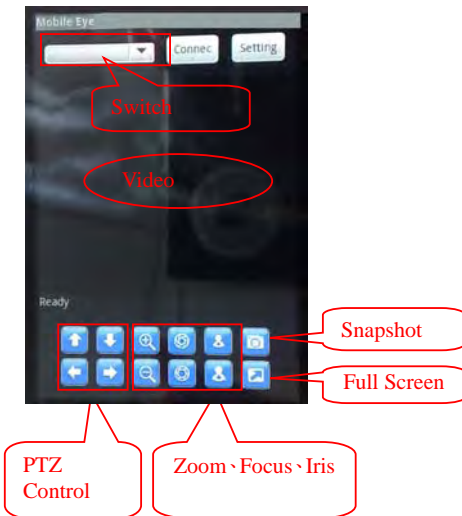 Mobile Eye
Connec
Setting
Switch
Video
Ready
Snapshot
Full Screen
PTZ
Control
Zoom、Focus、Iris